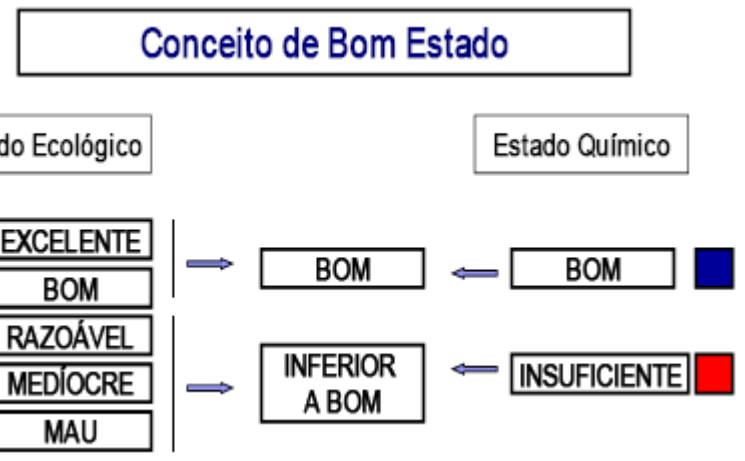 Conceito de Bom Estado
do Ecológico
Estado Químico
EXCELENTE
BOM
RAZOÁVEL
MEDÍOCRE
MAU
BOM
INFERIOR
A BOM
BOM
INSUFICIENTE